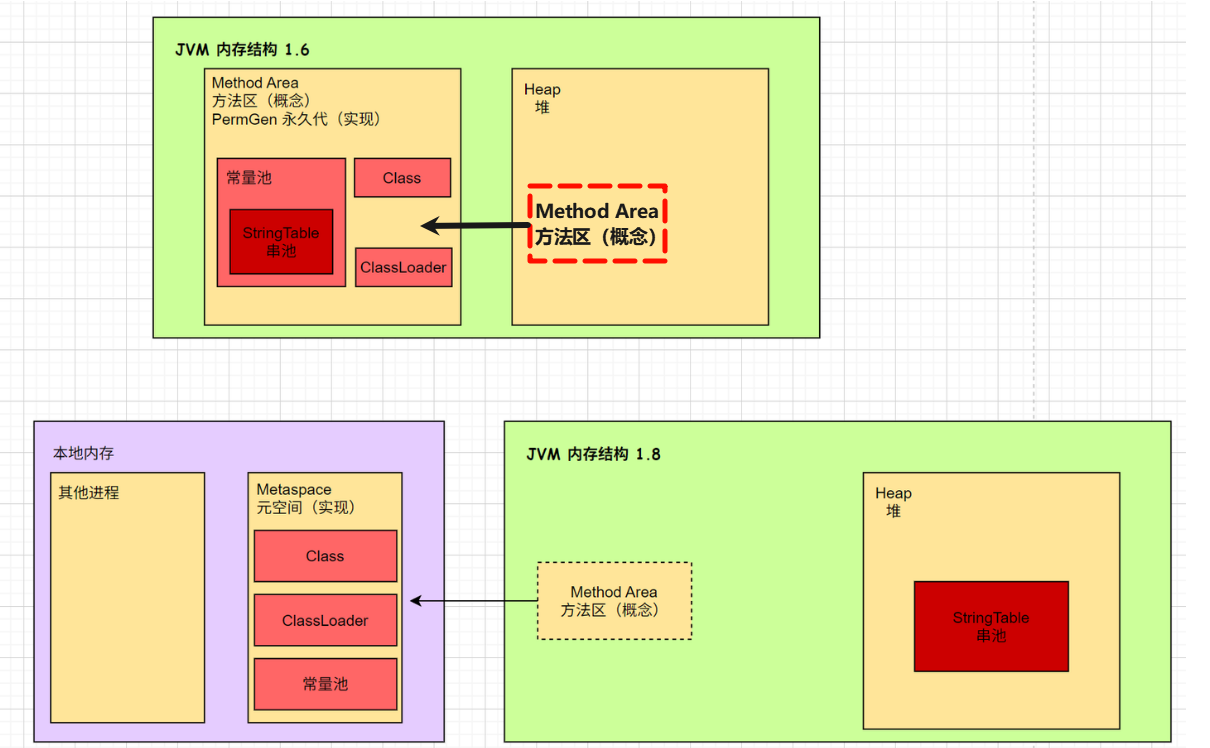 JVM 内存结构 1.6
Method Area
方法区（概念）
PermGen 永久代（实现）
常量池
StringTable
串池
Class
ClassLoader
Heap
堆
Method Area
方法区（概念）
本地内存
其他进程
Metaspace
元空间（实现）
Class
ClassLoader
常量池
JVM 内存结构 1.8
Method Area
方法区（概念）
Heap
堆
StringTable
串池